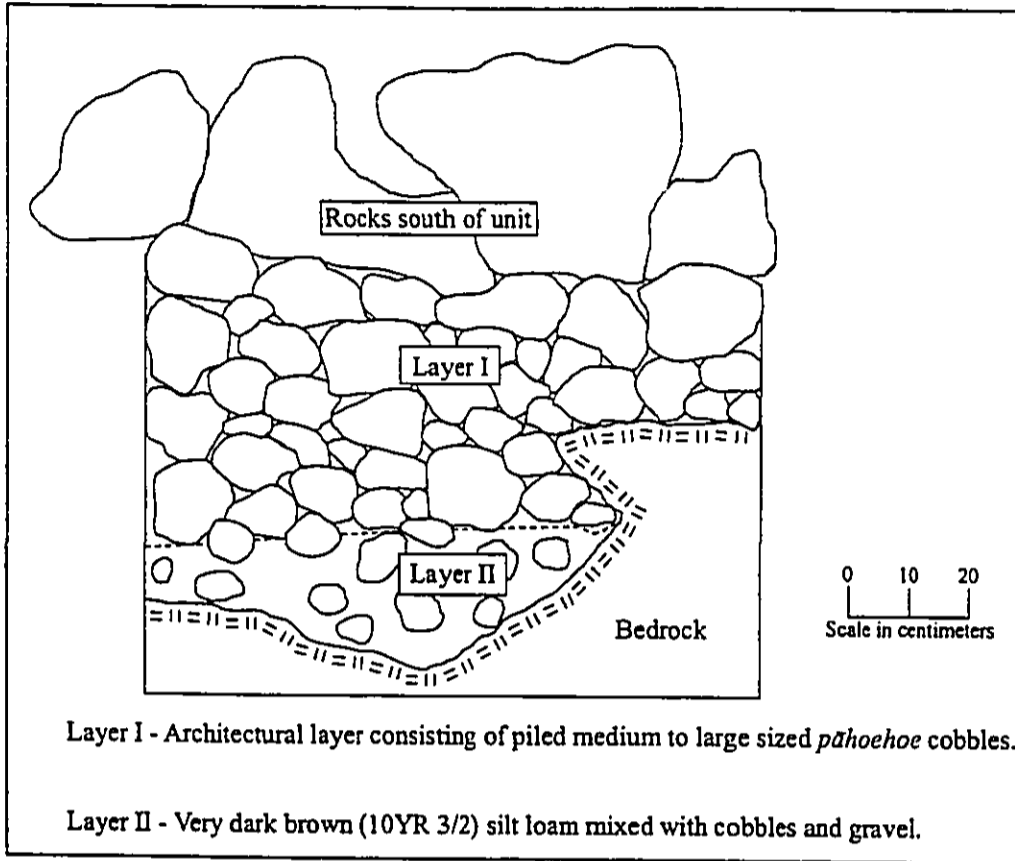 Rocks south of unit
Layer I
Layer II
Bedrock
0 10 20
Scale in centimeters
Layer I - Architectural layer consisting of piled medium to large sized pāhoehoe cobbles.
Layer II - Very dark brown (10YR 3/2) silt loam mixed with cobbles and gravel.